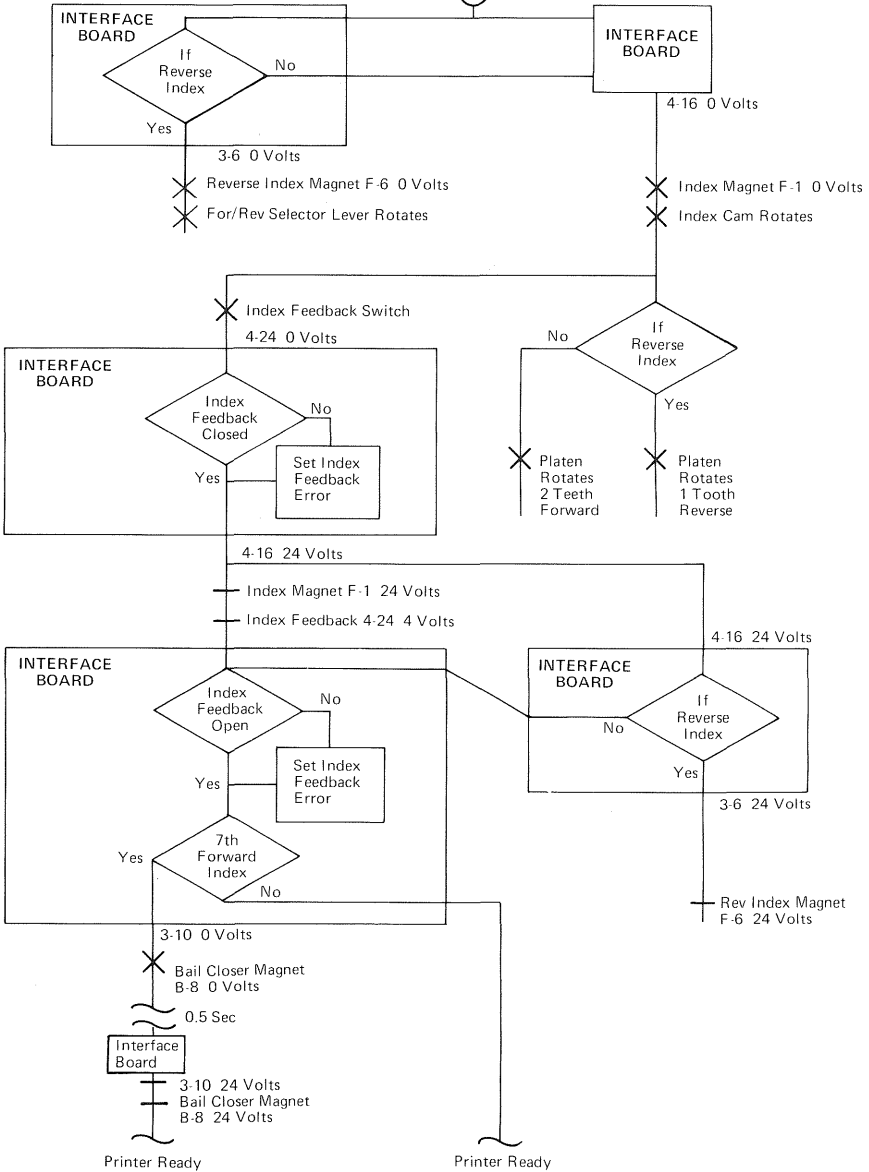 INTERFACE
BOARD
If
Reverse
Index
No
Yes
INTERFACE
BOARD
4-16 0 Volts
3-6 0 Volts
Reverse Index Magnet F-6 0 Volts
For/Rev Selector Lever Rotates
Index Magnet F-1 0 Volts
Index Cam Rotates
Index Feedback Switch
4-24 0 Volts
If
Reverse
Index
No
Yes
INTERFACE
BOARD
Index
Feedback
Closed
No
Yes
Set Index
Feedback
Error
Platen
Rotates
2 Teeth
Forward
Platen
Rotates
1 Tooth
Reverse
4-16 24 Volts
Index Magnet F-1 24 Volts
Index Feedback 4-24 4 Volts
4-16 24 Volts
INTERFACE
BOARD
Index
Feedback
Open
No
Yes
Set Index
Feedback
Error
INTERFACE
BOARD
If
Reverse
Index
No
Yes
3-6 24 Volts
7th
Forward
Index
Yes
No
Rev Index Magnet
F-6 24 Volts
3-10 0 Volts
Bail Closer Magnet
B-8 0 Volts
0.5 Sec
Interface
Board
3-10 24 Volts
Bail Closer Magnet
B-8 24 Volts
Printer Ready
Printer Ready